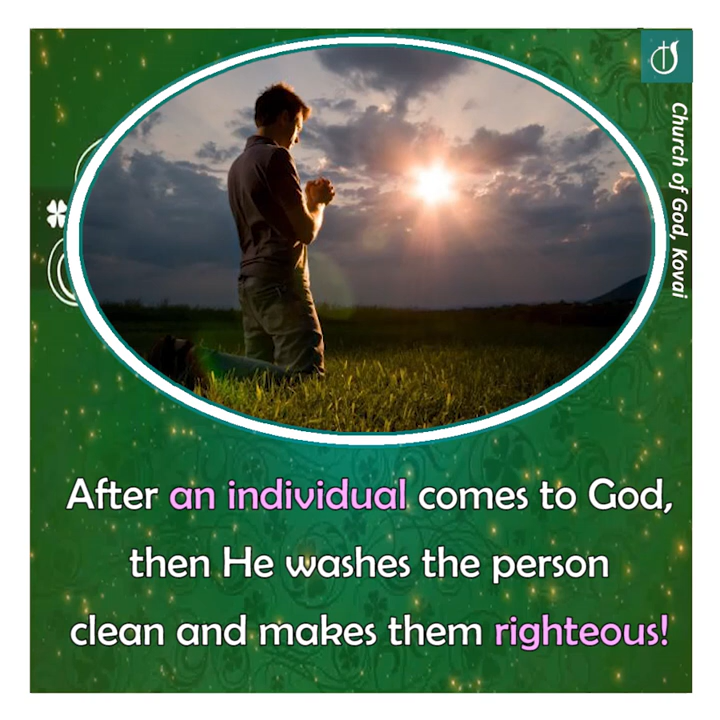 Church of God, Kovai
After an individual comes to God,
then He washes the person
clean and makes them righteous!